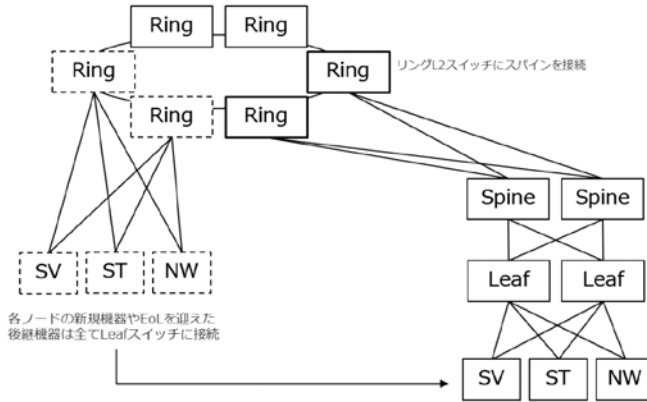 Ring
Ring
Ring
Ring
リングL2スイッチにスパインを接続
Ring
Ring
Spine
Spine
SV
ST
NW
Leaf
Leaf
各ノードの新規機器やEoLを迎えた
後継機器は全てLeafスイッチに接続
SV
ST
NW